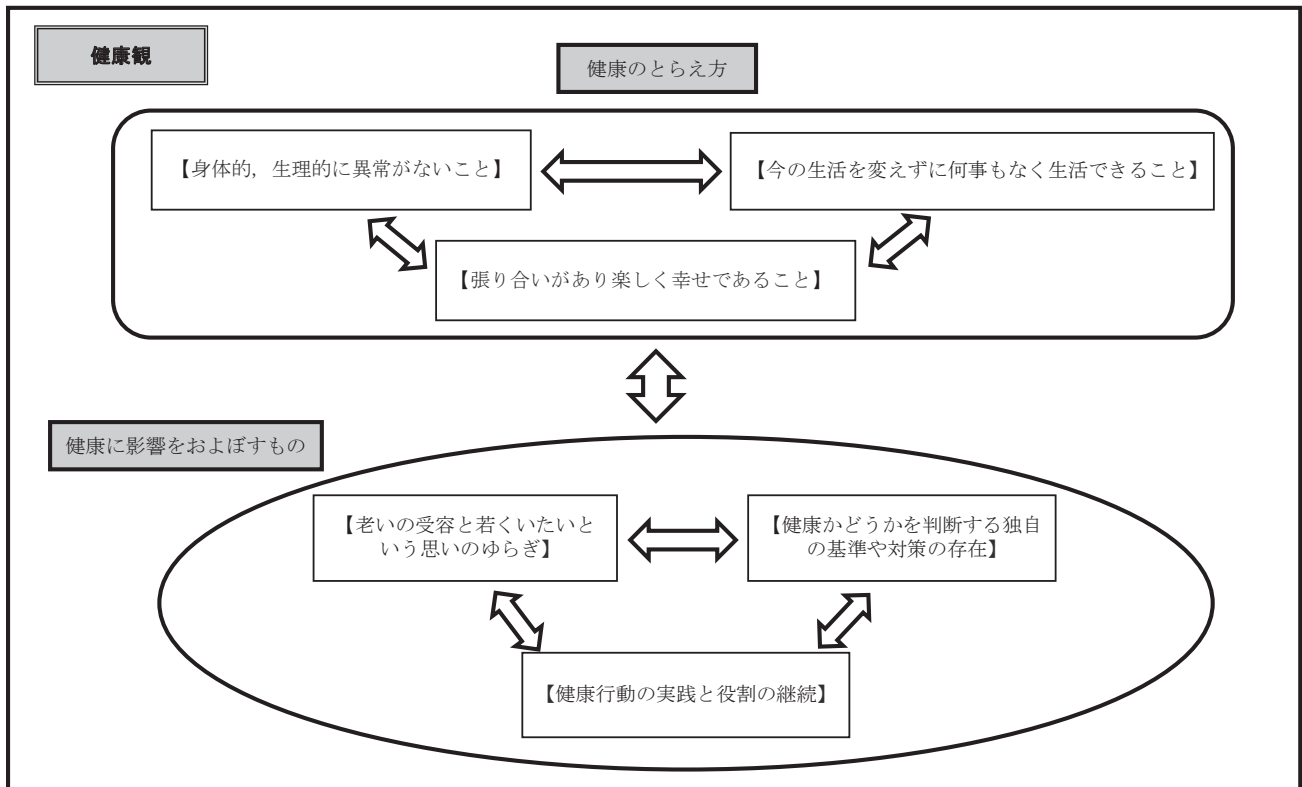 健康観
健康のとらえ方
【身体的，生理的に異常がないこと】
【今の生活を変えずに何事もなく生活できること】
【張り合いがあり楽しく幸せであること】
健康に影響をおよぼすもの
【老いの受容と若くいたいと
いう思いのゆらぎ】
【健康かどうかを判断する独自
の基準や対策の存在】
【健康行動の実践と役割の継続】